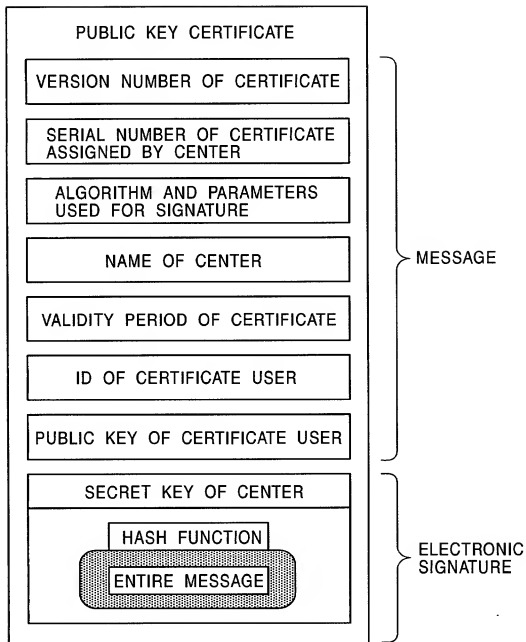 PUBLIC KEY CERTIFICATE
VERSION NUMBER OF CERTIFICATE
SERIAL NUMBER OF CERTIFICATE
ASSIGNED BY CENTER
ALGORITHM AND PARAMETERS
USED FOR SIGNATURE
NAME OF CENTER
VALIDITY PERIOD OF CERTIFICATE
ID OF CERTIFICATE USER
PUBLIC KEY OF CERTIFICATE USER
MESSAGE
SECRET KEY OF CENTER
HASH FUNCTION
ENTIRE MESSAGE
ELECTRONIC
SIGNATURE